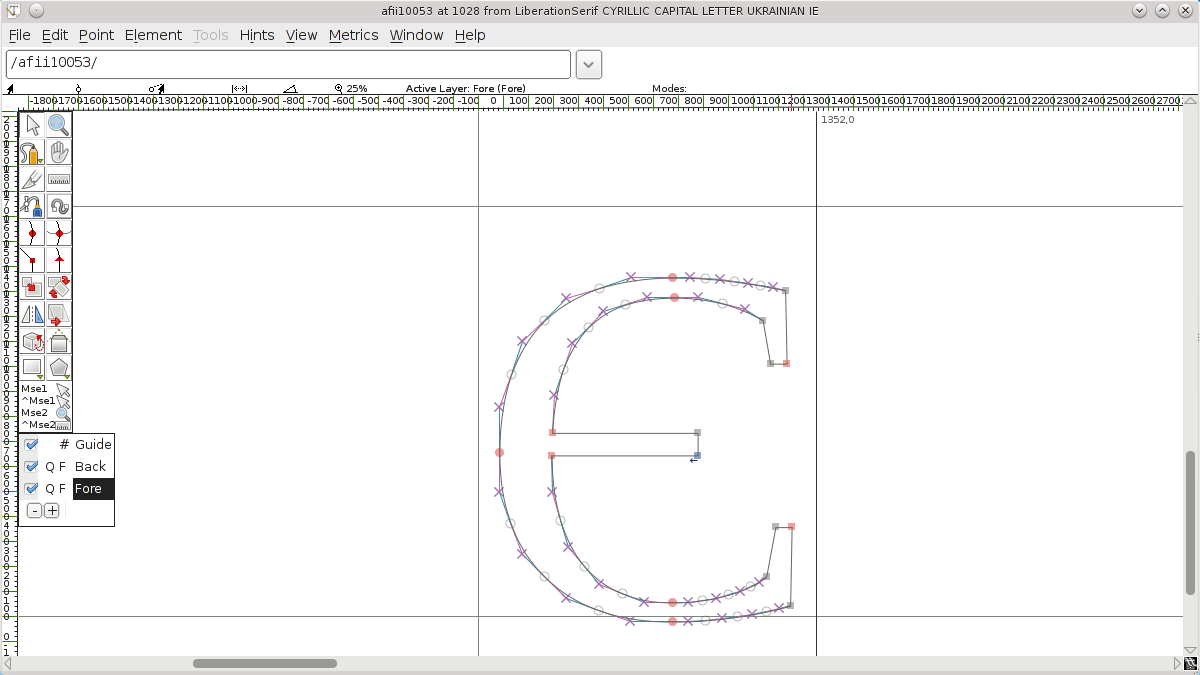 afii10053 at 1028 from LiberationSerif CYRILLIC CAPITAL LETTER UKRAINIAN IE
File Edit Point Element Tools Hints View Metrics Window Help
/afii10053/
25% Active Layer: Fore (Fore) Modes:
-1800 -1700 -1600 -1500 -1400 -1300 -1200 -1100 -1000 -900 -800 -700 -600 -500 -400 -300 -200 -100 0 100 200 300 400 500 600 700 800 900 1000 1100 1200 1300 1400 1500 1600 1700 1800 1900 2000 2100 2200 2300 2400 2500 2600 2700
1352,0
Mse1
^Mse1
Mse2
^Mse2
# Guide
Q F Back
Q F Fore
- +